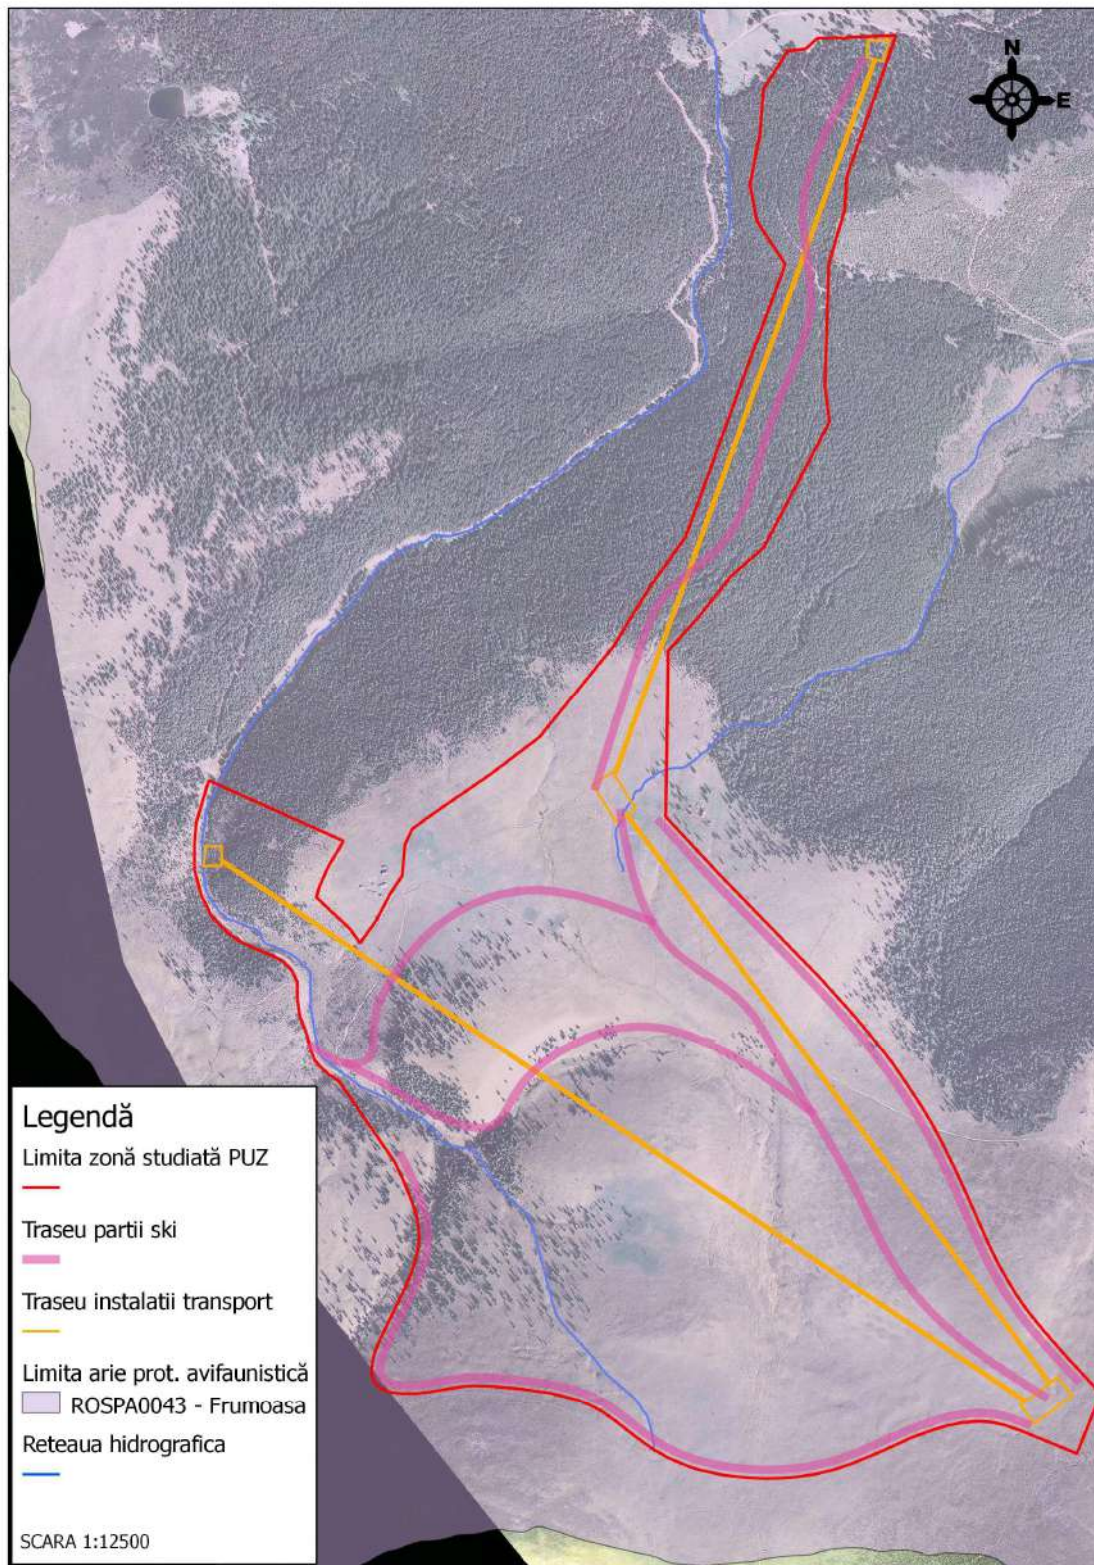 N
E
Legendă
Limita zonă studiată PUZ
Traseu partii ski
Traseu instalatii transport
Limita arie prot. avifaunistică
ROSPA0043 - Frumoasa
Reteaua hidrografica
SCARA 1:12500